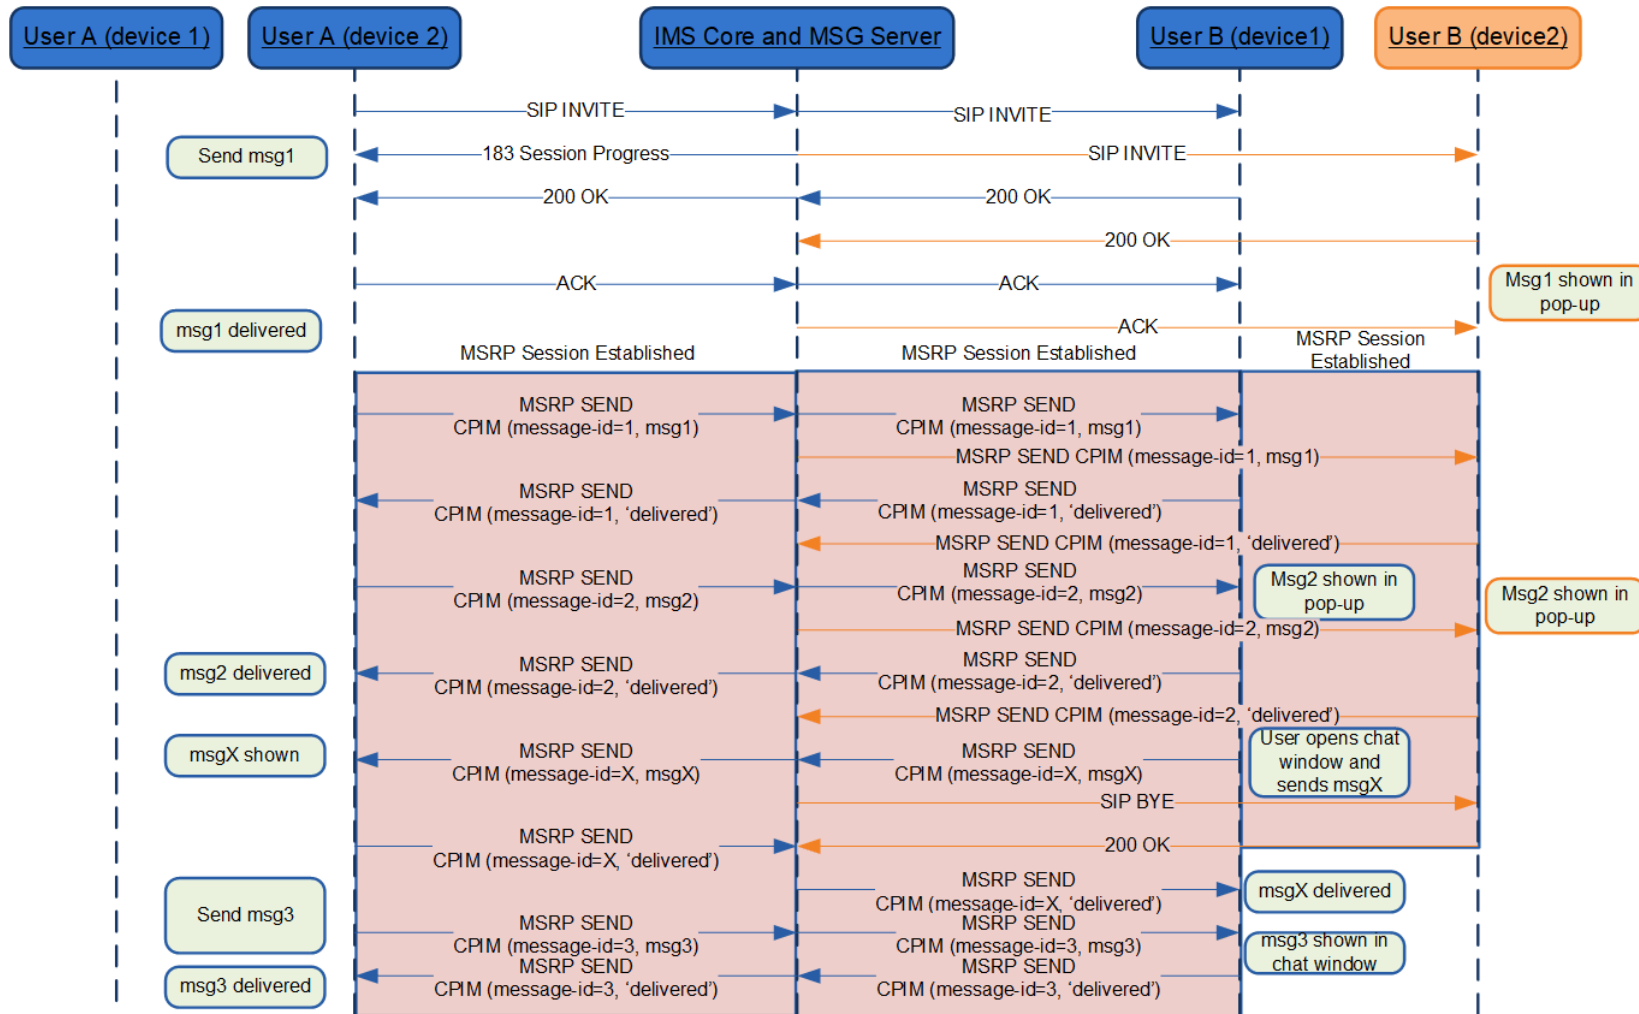 User A (device 1)
User A (device 2)
IMS Core and MSG Server
User B (device1)
User B (device2)
SIP INVITE
SIP INVITE
Send msg1
183 Session Progress
SIP INVITE
200 OK
200 OK
200 OK
ACK
ACK
Msg1 shown in
pop-up
msg1 delivered
ACK
MSRP Session Established
MSRP Session Established
MSRP Session
Established
MSRP SEND
CPIM (message-id=1, msg1)
MSRP SEND
CPIM (message-id=1, msg1)
MSRP SEND CPIM (message-id=1, msg1)
MSRP SEND
CPIM (message-id=1, ‘delivered’)
MSRP SEND
CPIM (message-id=1, ‘delivered’)
MSRP SEND CPIM (message-id=1, ‘delivered’)
MSRP SEND
CPIM (message-id=2, msg2)
MSRP SEND
CPIM (message-id=2, msg2)
Msg2 shown in
pop-up
Msg2 shown in
pop-up
MSRP SEND CPIM (message-id=2, msg2)
msg2 delivered
MSRP SEND
CPIM (message-id=2, ‘delivered’)
MSRP SEND
CPIM (message-id=2, ‘delivered’)
MSRP SEND CPIM (message-id=2, ‘delivered’)
msgX shown
MSRP SEND
CPIM (message-id=X, msgX)
MSRP SEND
CPIM (message-id=X, msgX)
User opens chat
window and
sends msgX
SIP BYE
MSRP SEND
CPIM (message-id=X, ‘delivered’)
200 OK
MSRP SEND
CPIM (message-id=X, ‘delivered’)
msgX delivered
Send msg3
MSRP SEND
CPIM (message-id=3, msg3)
MSRP SEND
CPIM (message-id=3, msg3)
msg3 shown in
chat window
msg3 delivered
MSRP SEND
CPIM (message-id=3, ‘delivered’)
MSRP SEND
CPIM (message-id=3, ‘delivered’)